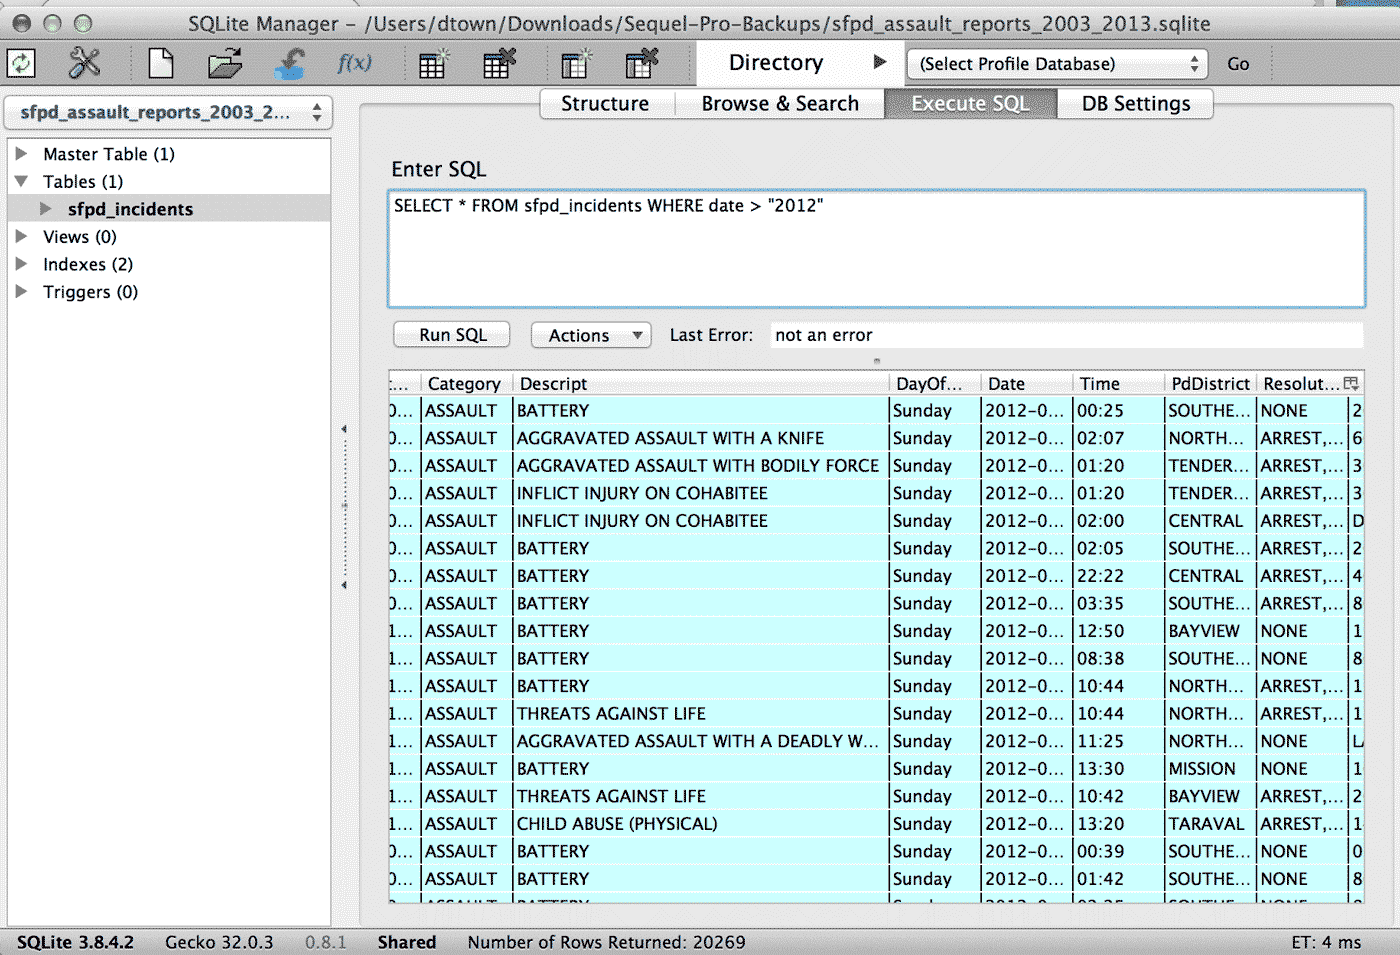 SQLite Manager - /Users/dtown/Downloads/Sequel-Pro-Backups/sfpd_assault_reports_2003_2013.sqlite
f(x) Directory (Select Profile Database) Go
sfpd_assault_reports_2003_2... Structure Browse & Search Execute SQL DB Settings
Master Table (1)
Tables (1)
sfpd_incidents
Views (0)
Indexes (2)
Triggers (0)
Enter SQL
SELECT * FROM sfpd_incidents WHERE date > "2012"
Run SQL Actions Last Error: not an error
:... Category Descript DayOf... Date Time PdDistrict Resolut...
0... ASSAULT BATTERY Sunday 2012-0... 00:25 SOUTHE... NONE 2
0... ASSAULT AGGRAVATED ASSAULT WITH A KNIFE Sunday 2012-0... 02:07 NORTH... ARREST,... 6
0... ASSAULT AGGRAVATED ASSAULT WITH BODILY FORCE Sunday 2012-0... 01:20 TENDER... ARREST,... 3
0... ASSAULT INFLICT INJURY ON COHABITEE Sunday 2012-0... 01:20 TENDER... ARREST,... 3
0... ASSAULT INFLICT INJURY ON COHABITEE Sunday 2012-0... 02:00 CENTRAL ARREST,... D
0... ASSAULT BATTERY Sunday 2012-0... 02:05 SOUTHE... ARREST,... 2
0... ASSAULT BATTERY Sunday 2012-0... 22:22 CENTRAL ARREST,... 4
0... ASSAULT BATTERY Sunday 2012-0... 03:35 SOUTHE... ARREST,... 8
1... ASSAULT BATTERY Sunday 2012-0... 12:50 BAYVIEW NONE 1
1... ASSAULT BATTERY Sunday 2012-0... 08:38 SOUTHE... NONE 8
1... ASSAULT BATTERY Sunday 2012-0... 10:44 NORTH... ARREST,... 1
1... ASSAULT THREATS AGAINST LIFE Sunday 2012-0... 10:44 NORTH... ARREST,... 1
1... ASSAULT AGGRAVATED ASSAULT WITH A DEADLY W... Sunday 2012-0... 11:25 NORTH... NONE LA
1... ASSAULT BATTERY Sunday 2012-0... 13:30 MISSION NONE 1
1... ASSAULT THREATS AGAINST LIFE Sunday 2012-0... 10:42 BAYVIEW ARREST,... 2
1... ASSAULT CHILD ABUSE (PHYSICAL) Sunday 2012-0... 13:20 TARAVAL ARREST,... 1
0... ASSAULT BATTERY Sunday 2012-0... 00:39 SOUTHE... NONE 0
0... ASSAULT BATTERY Sunday 2012-0... 01:42 SOUTHE... NONE 8
SQLite 3.8.4.2 Gecko 32.0.3 0.8.1 Shared Number of Rows Returned: 20269 ET: 4 ms